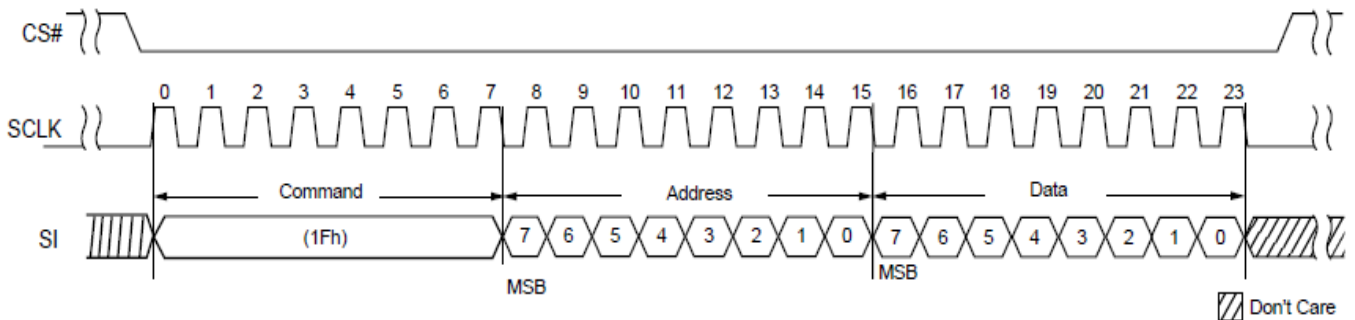 CS#
0 1 2 3 4 5 6 7 8 9 10 11 12 13 14 15 16 17 18 19 20 21 22 23
SCLK
Command Address Data
SI (1Fh) 7 6 5 4 3 2 1 0 7 6 5 4 3 2 1 0
MSB MSB
Don't Care